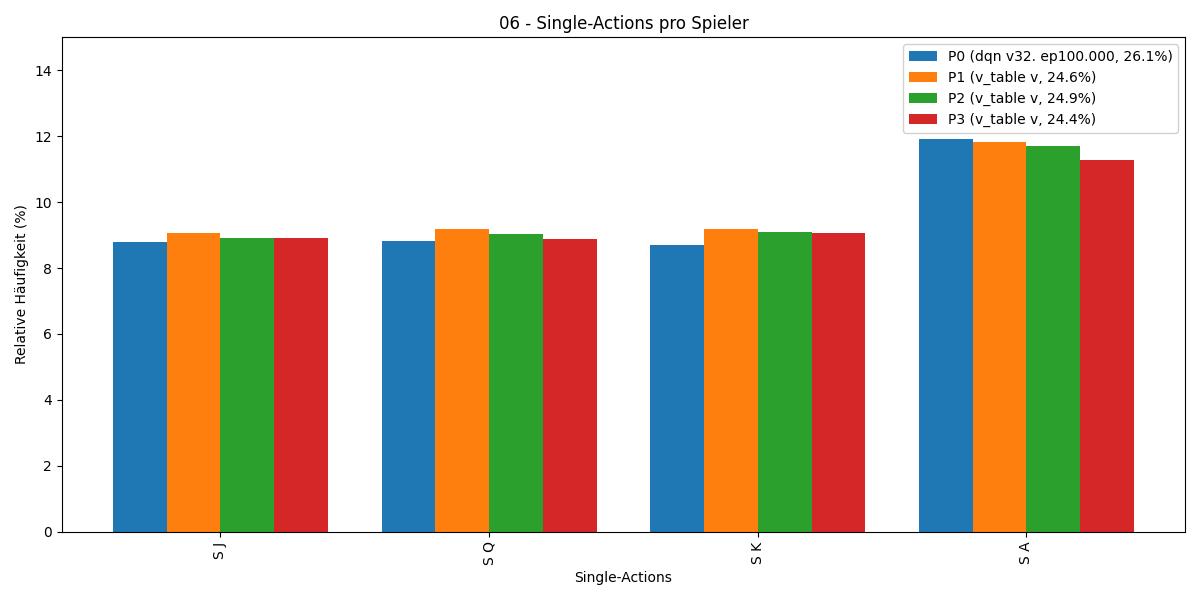 06 - Single-Actions pro Spieler
P0 (dqn v32. ep100.000, 26.1%)
P1 (v_table v, 24.6%)
P2 (v_table v, 24.9%)
P3 (v_table v, 24.4%)
Relative Häufigkeit (%)
14
12
10
8
6
4
2
0
S J
S Q
S K
S A
Single-Actions